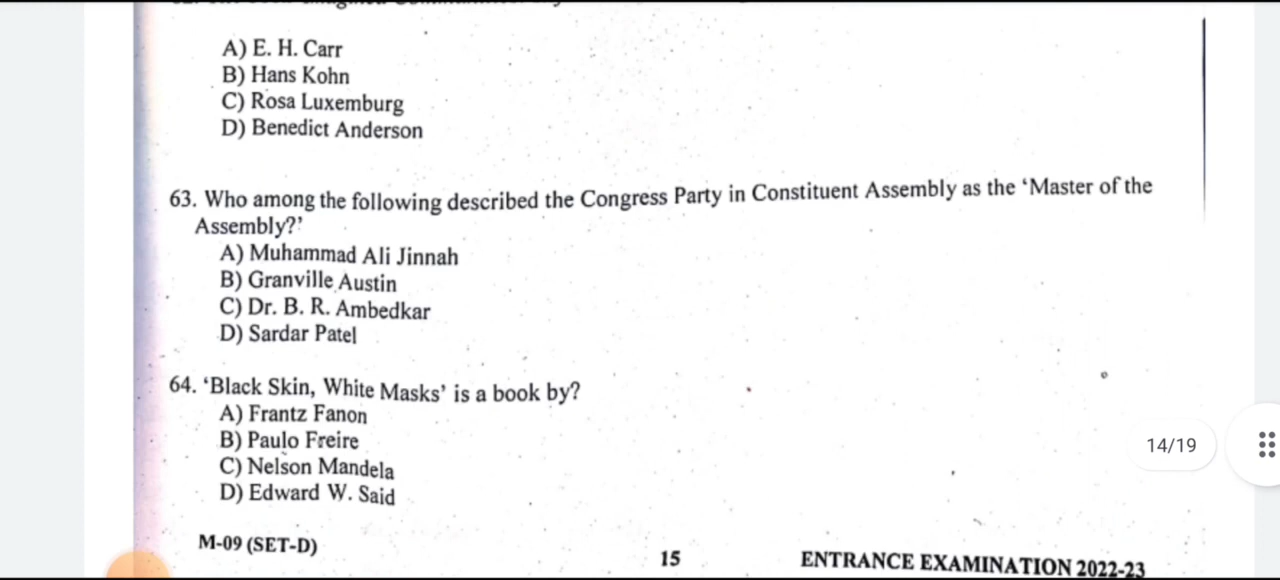 A) E. H. Carr
B) Hans Kohn
C) Rosa Luxemburg
D) Benedict Anderson
63. Who among the following described the Congress Party in Constituent Assembly as the ‘Master of the
Assembly?’
A) Muhammad Ali Jinnah
B) Granville Austin
C) Dr. B. R. Ambedkar
D) Sardar Patel
64. ‘Black Skin, White Masks’ is a book by?
A) Frantz Fanon
B) Paulo Freire
C) Nelson Mandela
D) Edward W. Said
14/19
M-09 (SET-D)
15
ENTRANCE EXAMINATION 2022-23